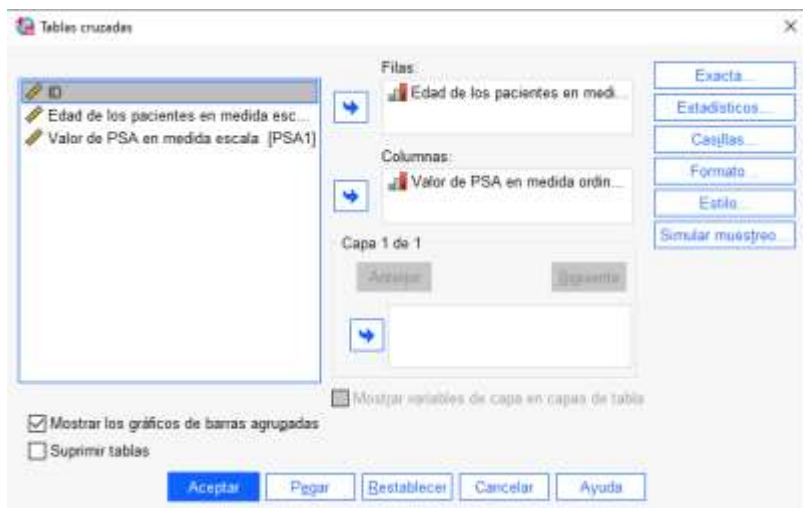 Tablas cruzadas
ID
Edad de los pacientes en medida esc...
Valor de PSA en medida escala [PSA1]
Filas:
Edad de los pacientes en medi...
Columnas:
Valor de PSA en medida ordin...
Capa 1 de 1
Anterior
Siguiente
Mostrar variables de capa en capas de tabla
Exacta...
Estadísticos...
Casillas...
Formato...
Estilo...
Simular muestreo...
Mostrar los gráficos de barras agrupadas
Suprimir tablas
Aceptar
Pegar
Restablecer
Cancelar
Ayuda